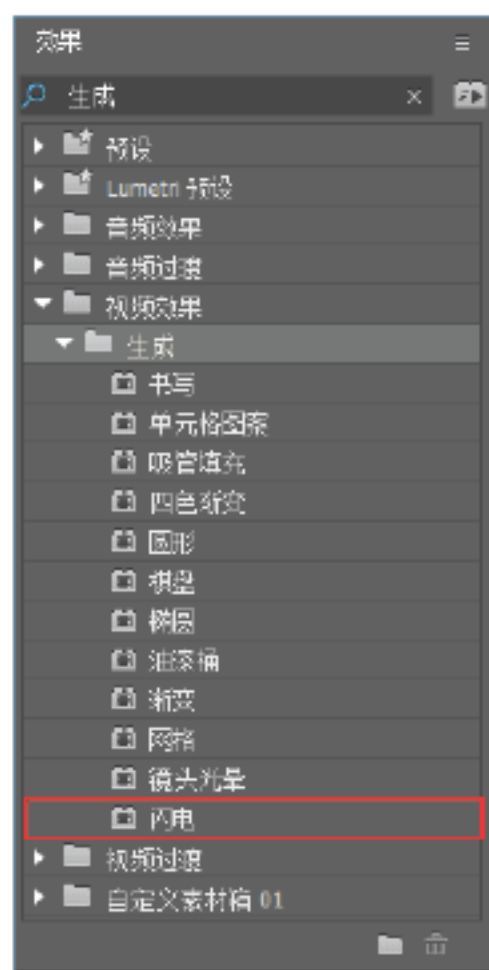 效果
生成
预设
Lumetri 预设
音频效果
音频过渡
视频效果
生成
书写
单元格图案
吸管填充
四色渐变
圆形
棋盘
椭圆
油漆桶
渐变
网格
镜头光晕
闪电
视频过渡
自定义素材箱 01